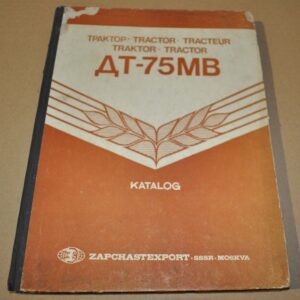 ТРАКТОР · TRACTOR · TRACTEUR
TRAKTOR · TRACTOR
ДТ-75МВ
KATALOG
ZAPCHASTEXPORT · SSSR · MOSKVA